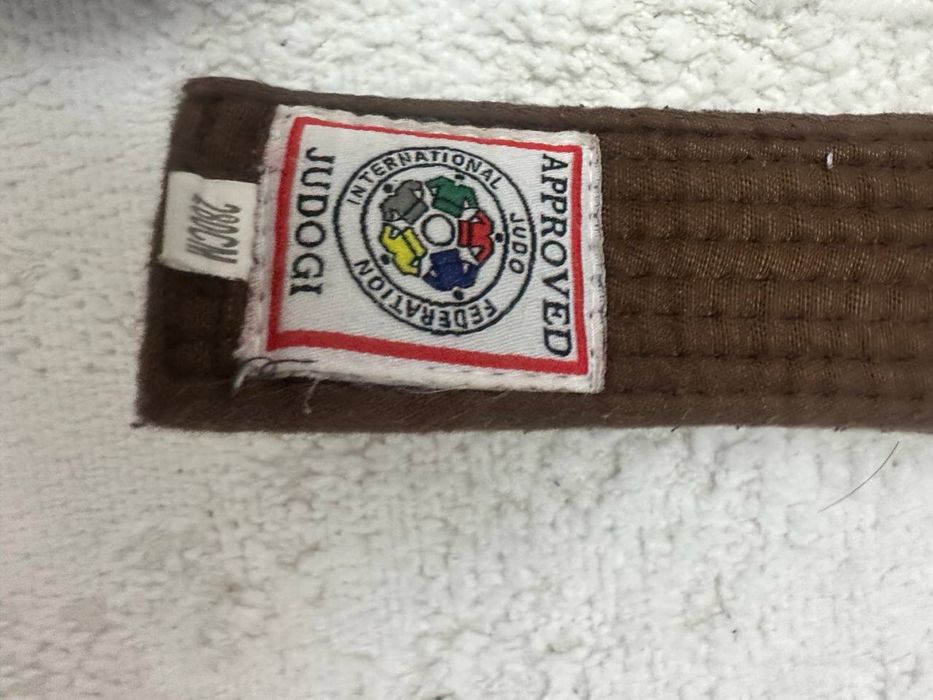 APPROVED
INTERNATIONAL JUDO FEDERATION
JUDOGI
280CM